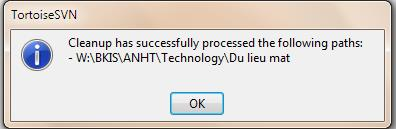 TortoiseSVN
Cleanup has successfully processed the following paths:
- W:\BKIS\ANHT\Technology\Du lieu mat
OK